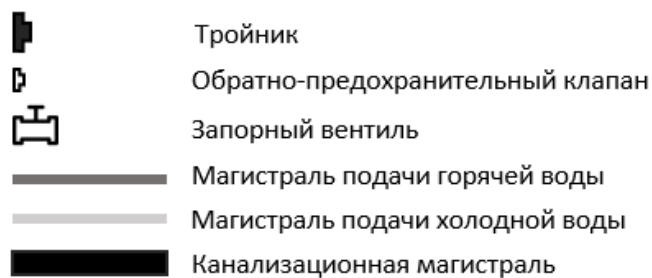 Тройник
Обратно-предохранительный клапан
Запорный вентиль
Магистраль подачи горячей воды
Магистраль подачи холодной воды
Канализационная магистраль